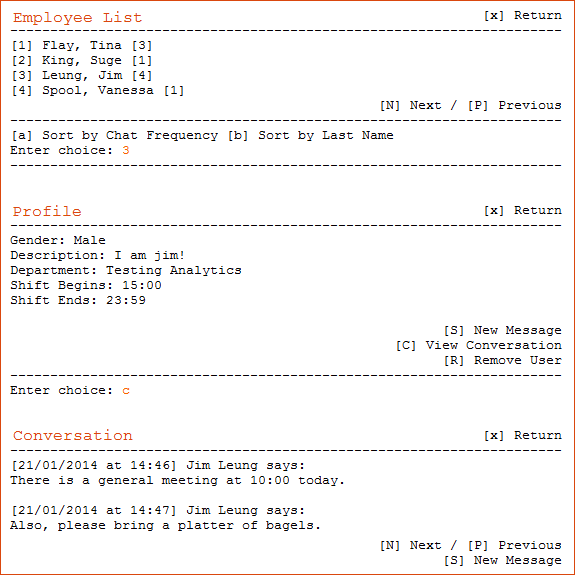 Employee List [x] Return
---------------------------------------------------------------------
[1] Flay, Tina [3]
[2] King, Suge [1]
[3] Leung, Jim [4]
[4] Spool, Vanessa [1]
[N] Next / [P] Previous
---------------------------------------------------------------------
[a] Sort by Chat Frequency [b] Sort by Last Name
Enter choice: 3
---------------------------------------------------------------------
Profile [x] Return
---------------------------------------------------------------------
Gender: Male
Description: I am jim!
Department: Testing Analytics
Shift Begins: 15:00
Shift Ends: 23:59
[S] New Message
[C] View Conversation
[R] Remove User
---------------------------------------------------------------------
Enter choice: c
Conversation [x] Return
---------------------------------------------------------------------
[21/01/2014 at 14:46] Jim Leung says:
There is a general meeting at 10:00 today.
[21/01/2014 at 14:47] Jim Leung says:
Also, please bring a platter of bagels.
[N] Next / [P] Previous
[S] New Message